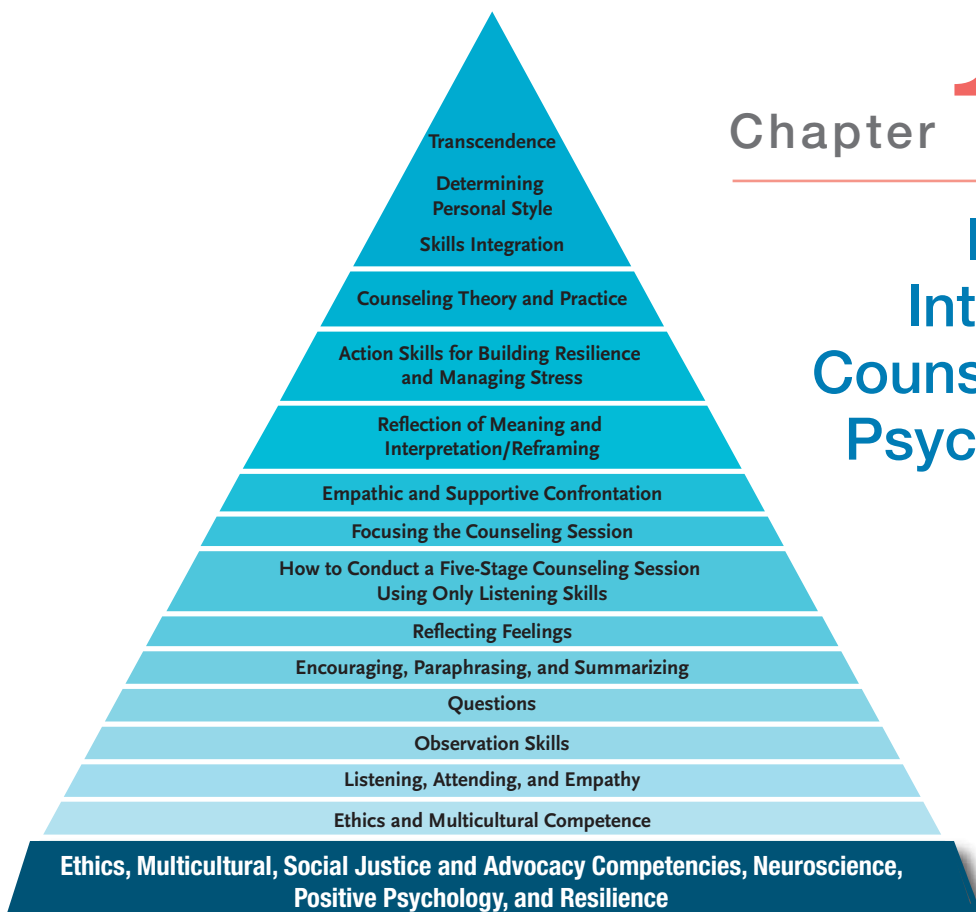 Transcendence
Determining
Personal Style
Skills Integration
Counseling Theory and Practice
Action Skills for Building Resilience
and Managing Stress
Reflection of Meaning and
Interpretation/Reframing
Empathic and Supportive Confrontation
Focusing the Counseling Session
How to Conduct a Five-Stage Counseling Session
Using Only Listening Skills
Reflecting Feelings
Encouraging, Paraphrasing, and Summarizing
Questions
Observation Skills
Listening, Attending, and Empathy
Ethics and Multicultural Competence
Ethics, Multicultural, Social Justice and Advocacy Competencies, Neuroscience,
Positive Psychology, and Resilience
Chapter